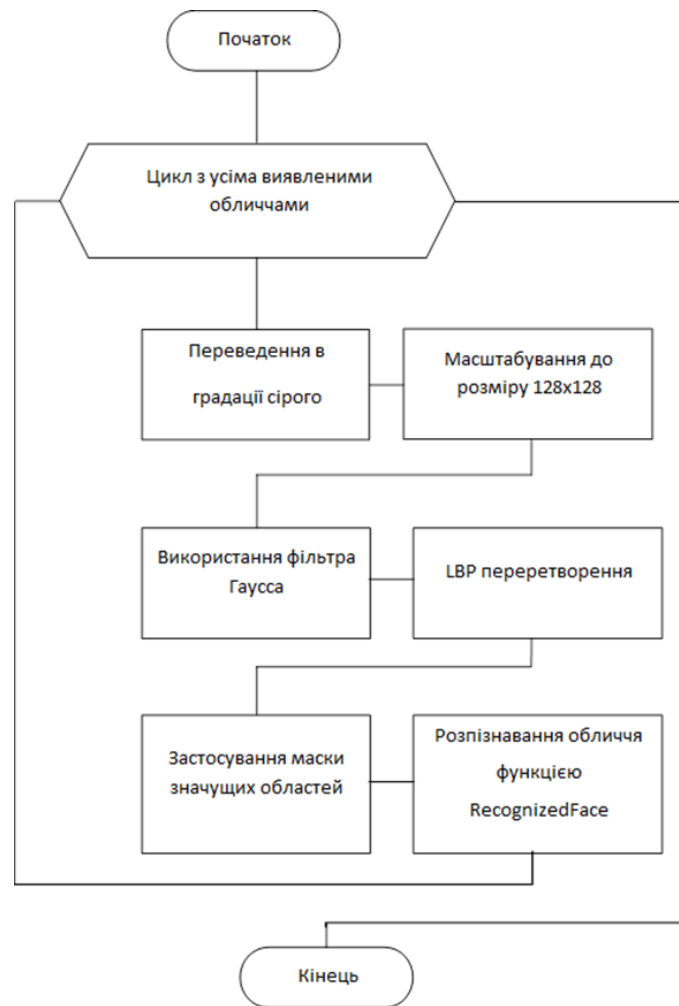 Початок
Цикл з усіма виявленими
обличчами
Переведення в
градації сірого
Масштабування до
розміру 128x128
Використання фільтра
Гаусса
LBP переретворення
Застосування маски
значущих областей
Розпізнавання обличчя
функцією
RecognizedFace
Кінець